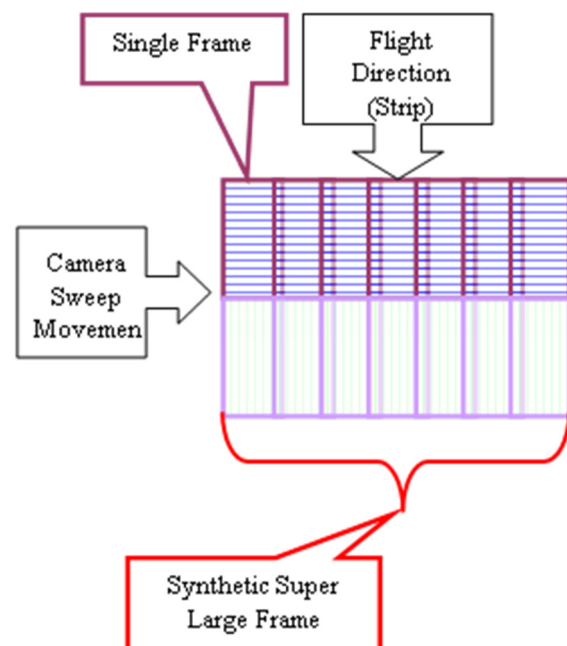 Single Frame
Flight
Direction
(Strip)
Camera
Sweep
Movemen
Synthetic Super
Large Frame